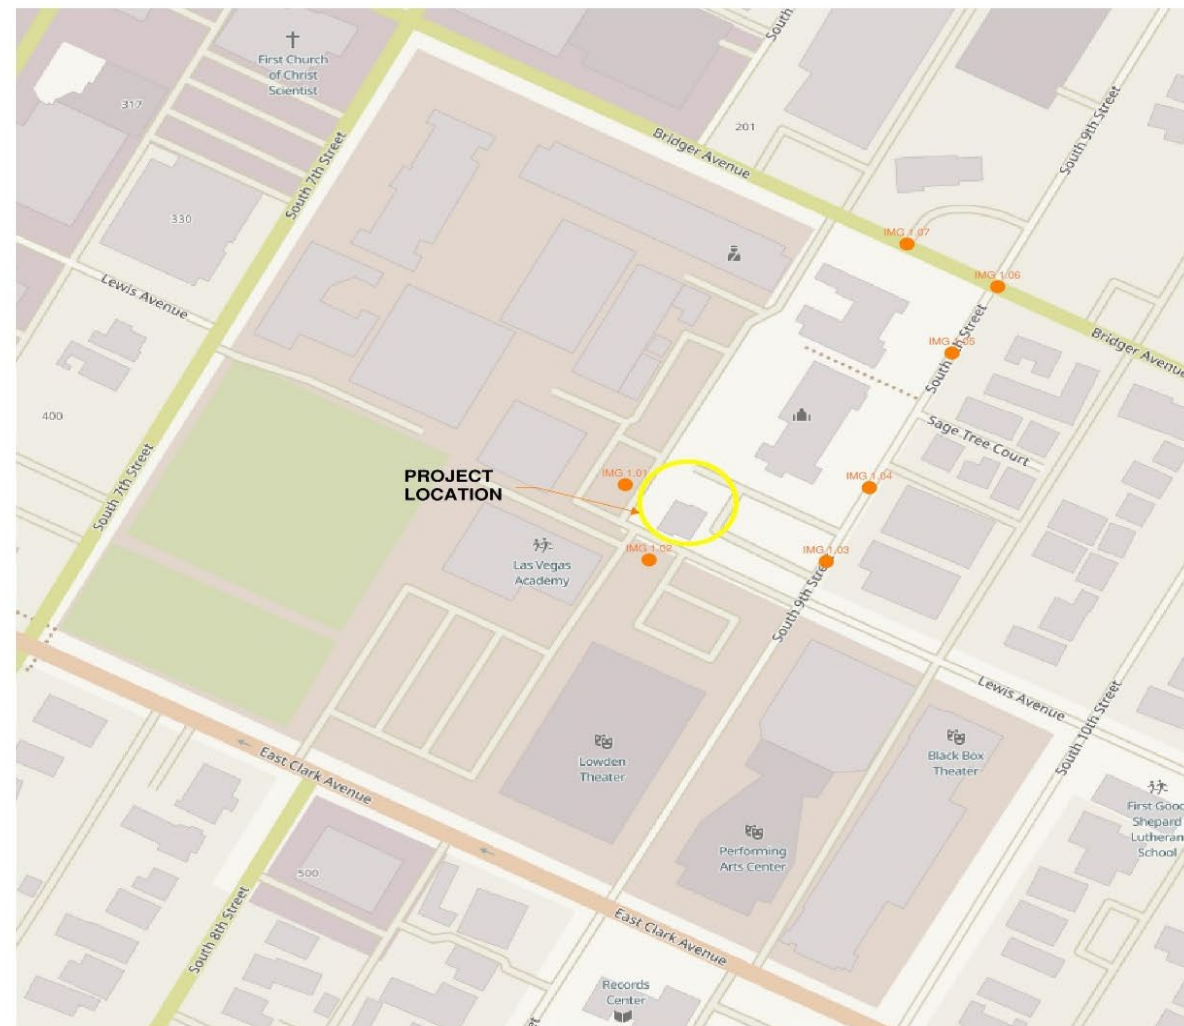 South
First Church
of Christ
Scientist
317
201
South 9th Street
Bridger Avenue
South 7th Street
330
IMG 1.07
IMG 1.06
Lewis Avenue
Bridger Avenue
IMG 1.05
South 9th Street
400
Sage Tree Court
PROJECT
LOCATION
IMG 1.01
IMG 1.04
South 7th Street
IMG 1.02
IMG 1.03
Las Vegas
Academy
South 9th Street
Lewis Avenue
South 10th Street
Lowden
Theater
Black Box
Theater
East Clark Avenue
First Good
Shepard
Lutheran
School
Performing
Arts Center
500
South 8th Street
East Clark Avenue
Records
Center